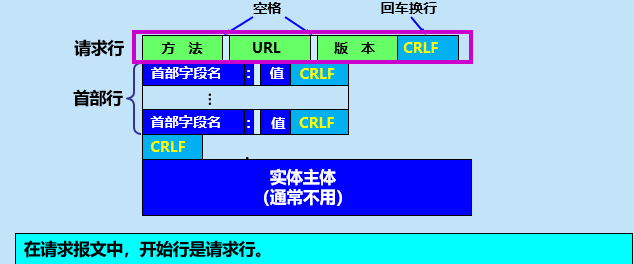 空格 回车换行
请求行 方 法 URL 版 本 CRLF
首部字段名 : 值 CRLF
首部行 ⋮
首部字段名 : 值 CRLF
CRLF
实体主体
(通常不用)
在请求报文中，开始行是请求行。